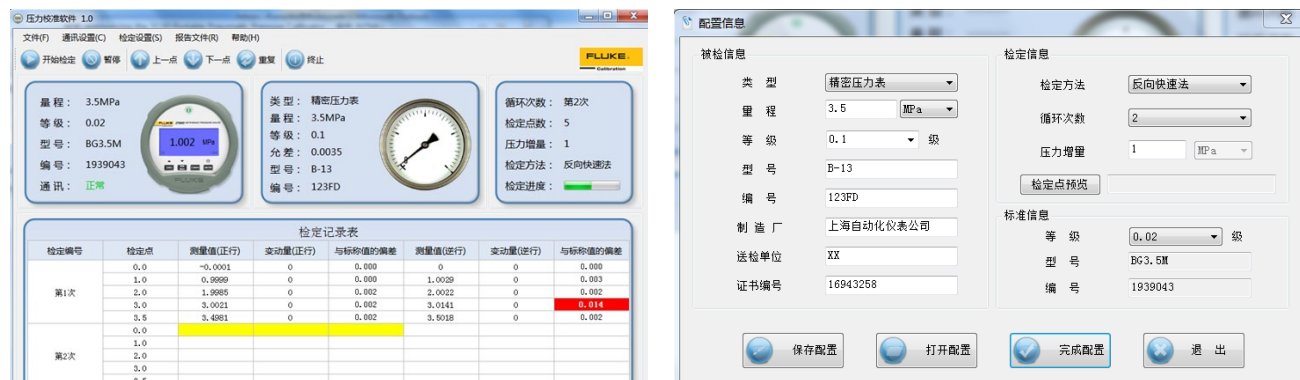 压力校准软件 1.0
文件(F) 通讯设置(C) 检定设置(S) 报告文件(R) 帮助(H)
开始检定 暂停 上一点 下一点 重复 终止
FLUKE
Calibration
量 程: 3.5MPa
等 级: 0.02
型 号: BG3.5M
编 号: 1939043
通 讯: 正常
1.002 MPa
FLUKE
类 型: 精密压力表
量 程: 3.5MPa
等 级: 0.1
允 差: 0.0035
型 号: B-13
编 号: 123FD
循环次数: 第2次
检定点数: 5
压力增量: 1
检定方法: 反向快速法
检定进度:
检定记录表
检定编号 检定点 测量值(正行) 变动量(正行) 与标称值的偏差 测量值(逆行) 变动量(逆行) 与标称值的偏差
第1次
0.0 -0.0001 0 0.000 0 0 0.000
1.0 0.9999 0 0.000 1.0029 0 0.003
2.0 1.9985 0 0.002 2.0022 0 0.002
3.0 3.0021 0 0.002 3.0141 0 0.014
3.5 3.4981 0 0.002 3.5018 0 0.002
第2次
0.0
1.0
2.0
3.0
配置信息
被检信息
类 型 精密压力表
量 程 3.5 MPa
等 级 0.1 级
型 号 B-13
编 号 123FD
制 造 厂 上海自动化仪表公司
送检单位 XX
证书编号 16943258
检定信息
检定方法 反向快速法
循环次数 2
压力增量 1 MPa
检定点预览
标准信息
等 级 0.02 级
型 号 BG3.5M
编 号 1939043
保存配置 打开配置 完成配置 退 出